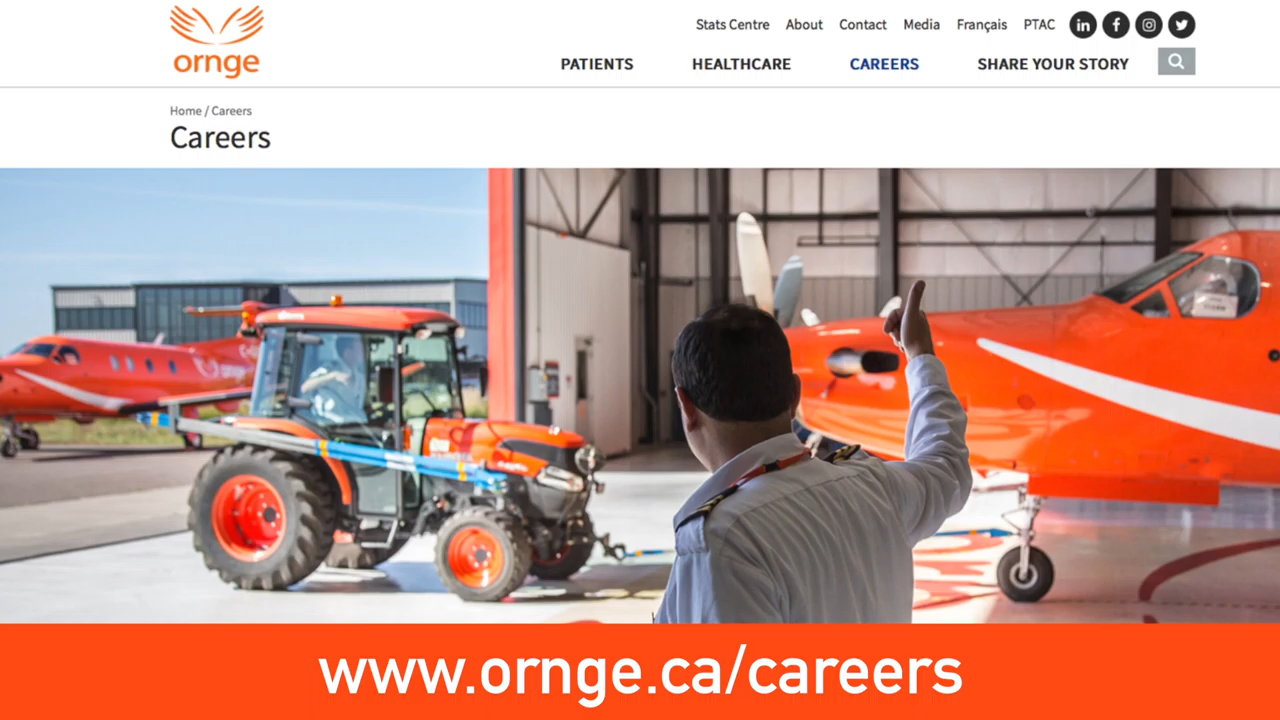 ornge
Stats Centre About Contact Media Français PTAC
PATIENTS HEALTHCARE CAREERS SHARE YOUR STORY
Home / Careers
Careers
www.ornge.ca/careers